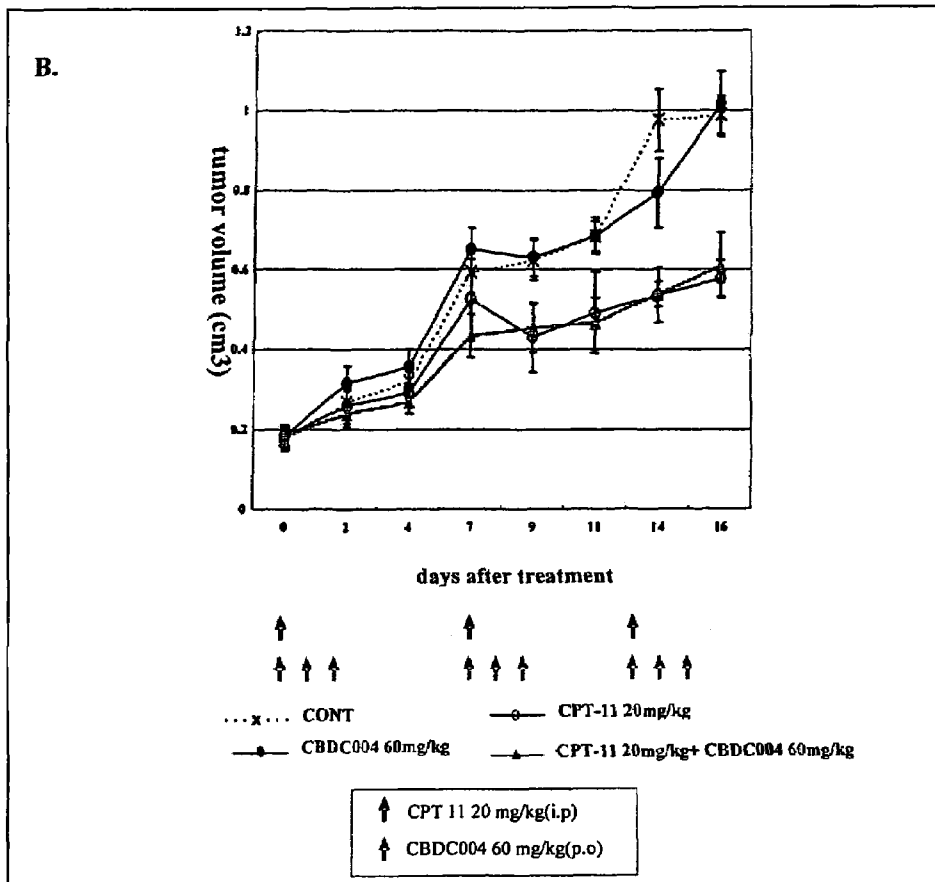 B.
1.2
1
0.8
0.6
0.4
0.2
0
tumor volume (cm3)
0 2 4 7 9 11 14 16
days after treatment
CONT
CPT-11 20mg/kg
CBDC004 60mg/kg
CPT-11 20mg/kg+ CBDC004 60mg/kg
CPT 11 20 mg/kg(i.p)
CBDC004 60 mg/kg(p.o)